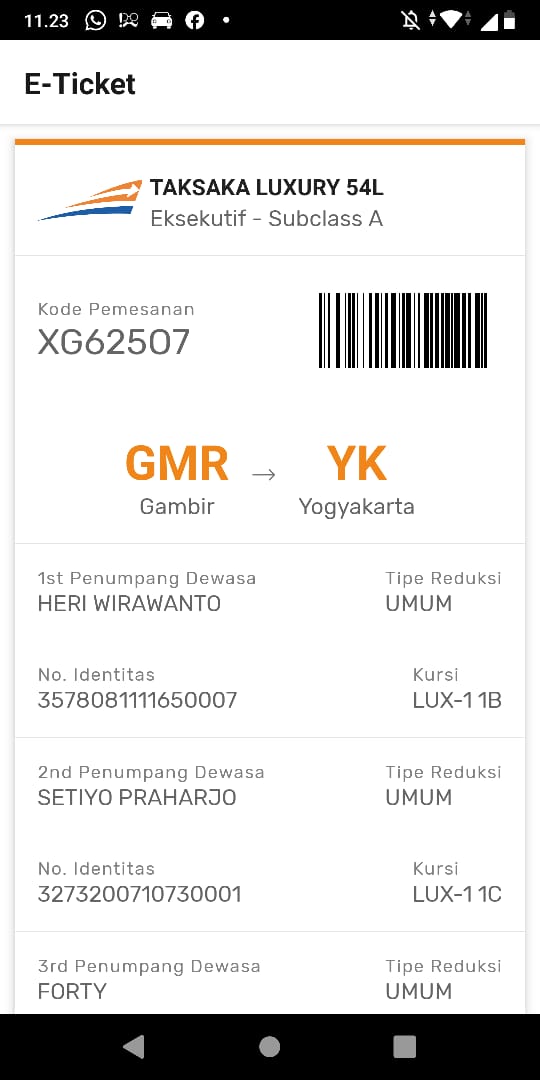 11.23
E-Ticket
TAKSAKA LUXURY 54L
Eksekutif - Subclass A
Kode Pemesanan
XG62507
GMR → YK
Gambir Yogyakarta
1st Penumpang Dewasa Tipe Reduksi
HERI WIRAWANTO UMUM
No. Identitas Kursi
3578081111650007 LUX-1 1B
2nd Penumpang Dewasa Tipe Reduksi
SETIYO PRAHARJO UMUM
No. Identitas Kursi
3273200710730001 LUX-1 1C
3rd Penumpang Dewasa Tipe Reduksi
FORTY UMUM